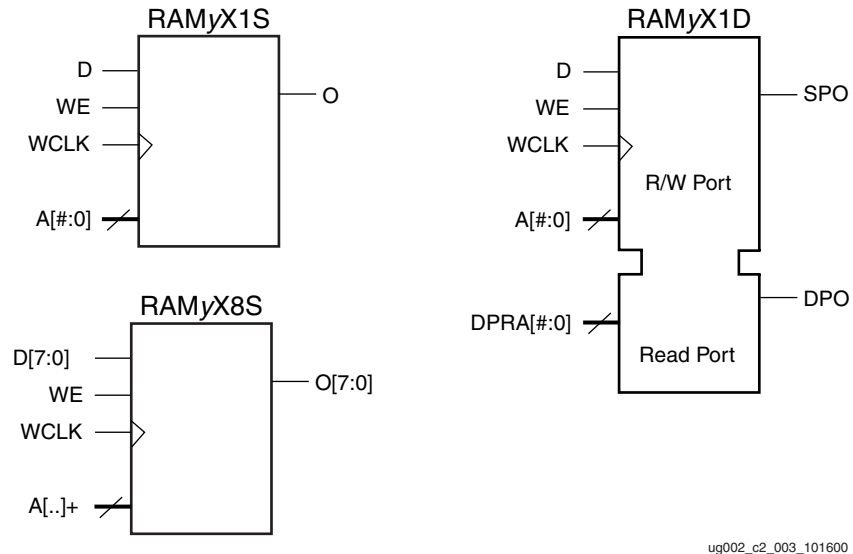 RAMyX1S
D
WE
WCLK
A[#:0]
O
RAMyX8S
D[7:0]
WE
WCLK
A[..]+
O[7:0]
RAMyX1D
D
WE
WCLK
A[#:0]
R/W Port
SPO
DPRA[#:0]
Read Port
DPO
ug002_c2_003_101600